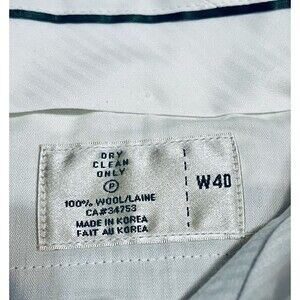 DRY
CLEAN
ONLY
P
100% WOOL/LAINE
CA#34753
MADE IN KOREA
FAIT AU KOREA
W40